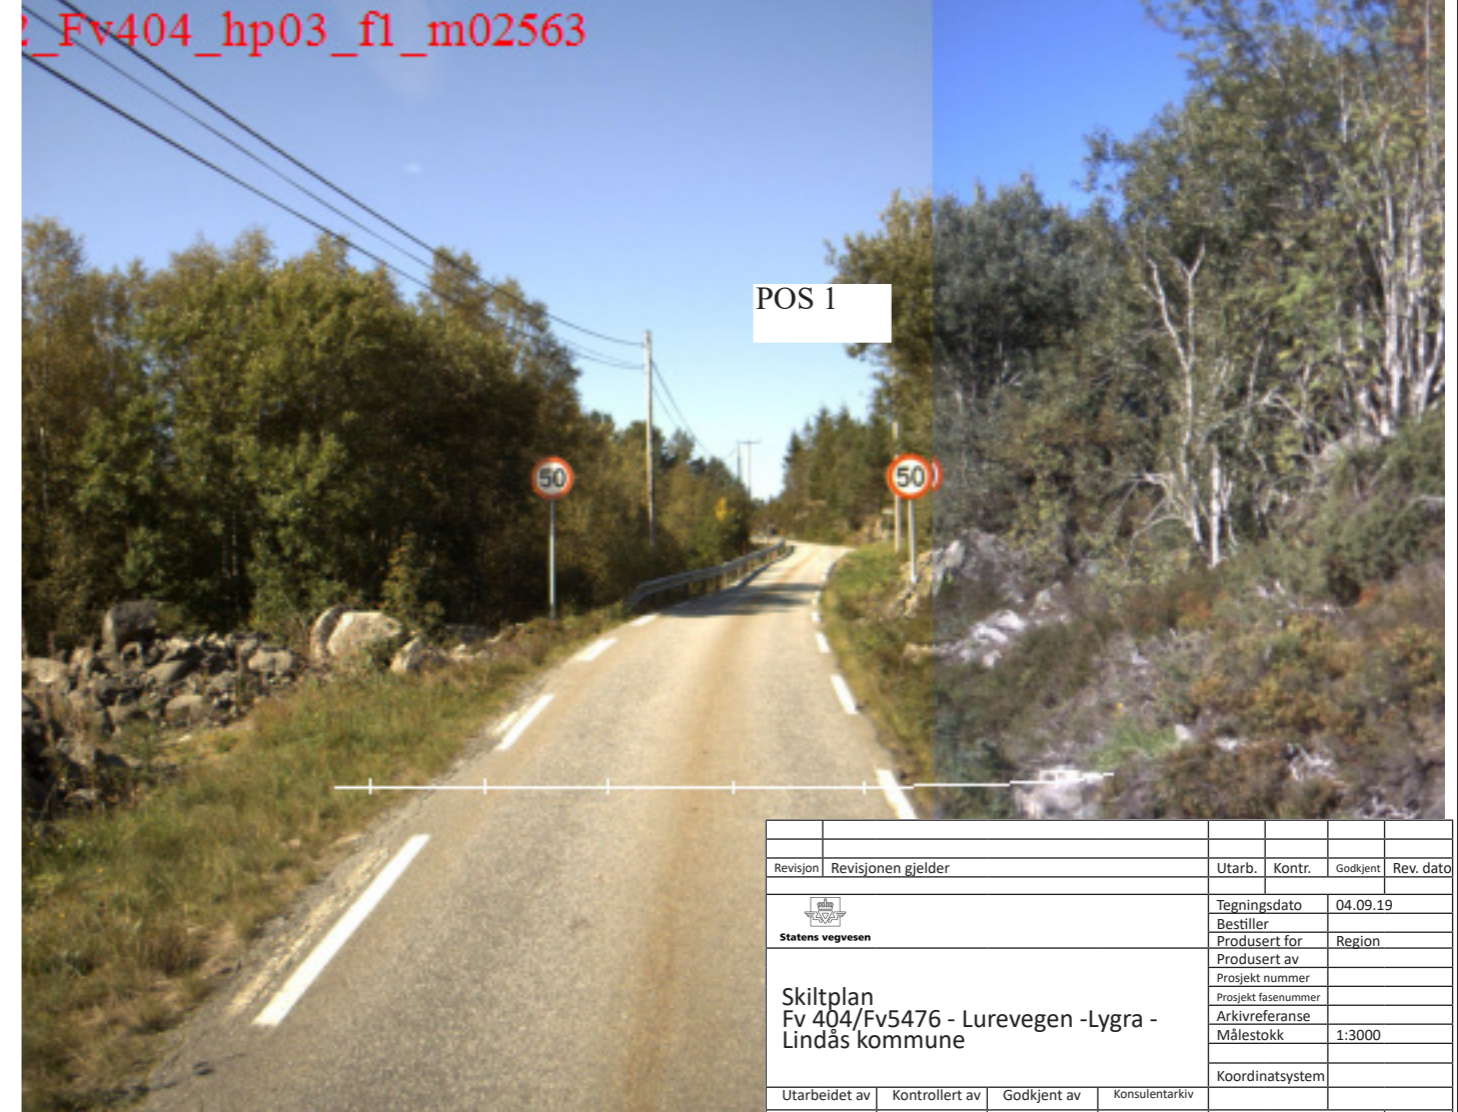 2_Fv404_hp03_f1_m02563
POS 1
50
50
Revisjon Revisjonen gjelder Utarb. Kontr. Godkjent Rev. dato
Statens vegvesen
Tegningsdato 04.09.19
Bestiller
Produsert for Region
Produsert av
Prosjekt nummer
Prosjekt fasenummer
Arkivreferanse
Målestokk 1:3000
Koordinatsystem
Skiltplan
Fv 404/Fv5476 - Lurevegen -Lygra -
Lindås kommune
Utarbeidet av Kontrollert av Godkjent av Konsulentarkiv